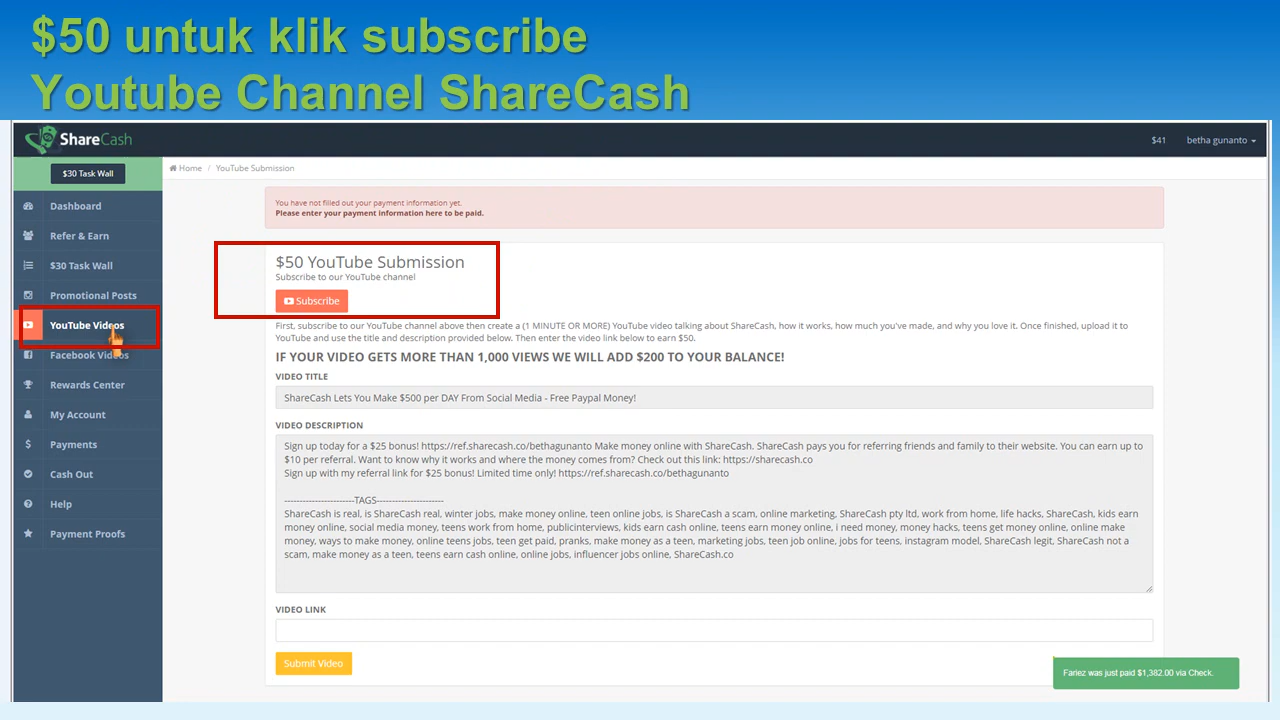 $50 untuk klik subscribe
Youtube Channel ShareCash
ShareCash
$41
betha gunanto
$30 Task Wall
Home / YouTube Submission
Dashboard
Refer & Earn
$30 Task Wall
Promotional Posts
YouTube Videos
Facebook Videos
Rewards Center
My Account
Payments
Cash Out
Help
Payment Proofs
You have not filled out your payment information yet.
Please enter your payment information here to be paid.
$50 YouTube Submission
Subscribe to our YouTube channel
Subscribe
First, subscribe to our YouTube channel above then create a (1 MINUTE OR MORE) YouTube video talking about ShareCash, how it works, how much you've made, and why you love it. Once finished, upload it to
YouTube and use the title and description provided below. Then enter the video link below to earn $50.
IF YOUR VIDEO GETS MORE THAN 1,000 VIEWS WE WILL ADD $200 TO YOUR BALANCE!
VIDEO TITLE
ShareCash Lets You Make $500 per DAY From Social Media - Free Paypal Money!
VIDEO DESCRIPTION
Sign up today for a $25 bonus! https://ref.sharecash.co/bethagunanto Make money online with ShareCash. ShareCash pays you for referring friends and family to their website. You can earn up to
$10 per referral. Want to know why it works and where the money comes from? Check out this link: https://sharecash.co
Sign up with my referral link for $25 bonus! Limited time only! https://ref.sharecash.co/bethagunanto
-----------------------TAGS----------------------
ShareCash is real, is ShareCash real, winter jobs, make money online, teen online jobs, is ShareCash a scam, online marketing, ShareCash pty ltd, work from home, life hacks, ShareCash, kids earn
money online, social media money, teens work from home, publicinterviews, kids earn cash online, teens earn money online, i need money, money hacks, teens get money online, online make
money, ways to make money, online teens jobs, teen get paid, pranks, make money as a teen, marketing jobs, teen job online, jobs for teens, instagram model, ShareCash legit, ShareCash not a
scam, make money as a teen, teens earn cash online, online jobs, influencer jobs online, ShareCash.co
VIDEO LINK
Submit Video
Fariez was just paid $1,382.00 via Check.